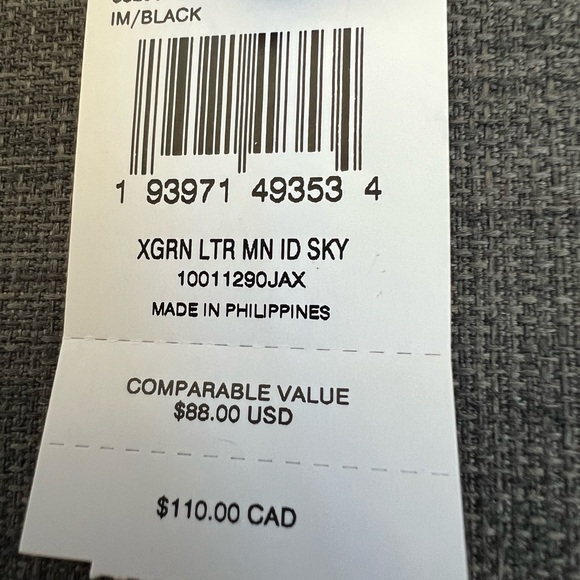 IM/BLACK
1 93971 49353 4
XGRN LTR MN ID SKY
10011290JAX
MADE IN PHILIPPINES
COMPARABLE VALUE
$88.00 USD
$110.00 CAD